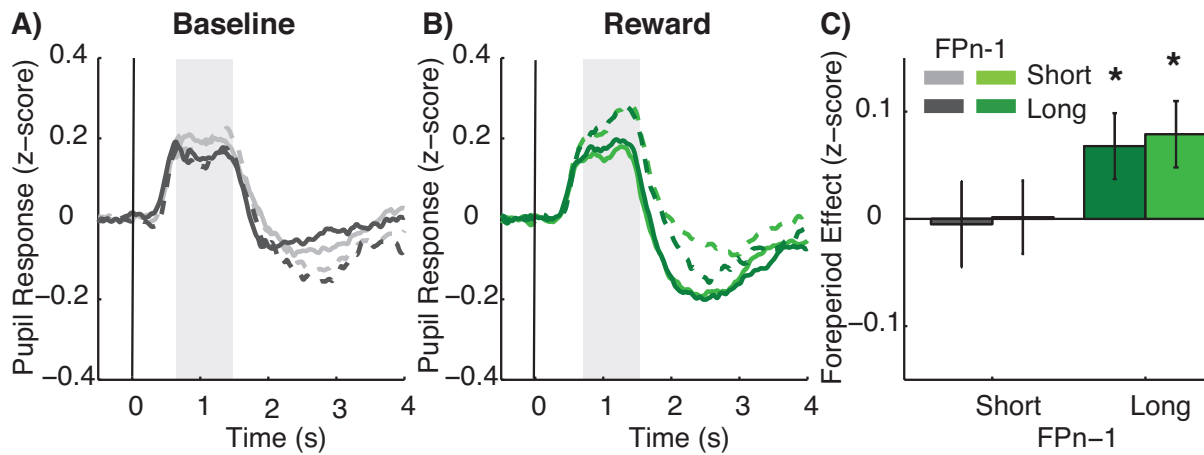 A)
Baseline
Pupil Response (z−score)
0.4
0.2
0
−0.2
−0.4
0
1
2
3
4
Time (s)
B)
Reward
Pupil Response (z−score)
0.4
0.2
0
−0.2
−0.4
0
1
2
3
4
Time (s)
C)
Foreperiod Effect (z−score)
0.1
0
−0.1
FPn-1
Short
Long
*
*
Short
Long
FPn−1